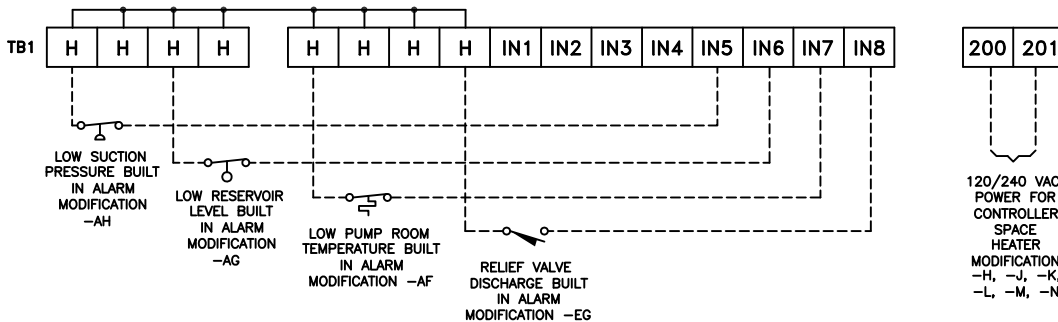 TB1 H H H H H H H H IN1 IN2 IN3 IN4 IN5 IN6 IN7 IN8 200 201
LOW SUCTION
PRESSURE BUILT
IN ALARM
MODIFICATION
-AH
LOW RESERVOIR
LEVEL BUILT
IN ALARM
MODIFICATION
-AG
LOW PUMP ROOM
TEMPERATURE BUILT
IN ALARM
MODIFICATION -AF
RELIEF VALVE
DISCHARGE BUILT
IN ALARM
MODIFICATION -EG
120/240 VAC
POWER FOR
CONTROLLER
SPACE
HEATER
MODIFICATION
-H, -J, -K,
-L, -M, -N